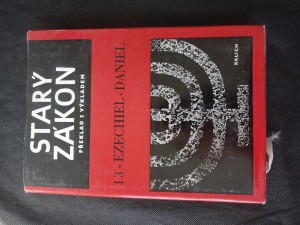 STARÝ
ZÁKON
PŘEKLAD S VÝKLADEM
13 - EZECHIEL - DANIEL
KALICH